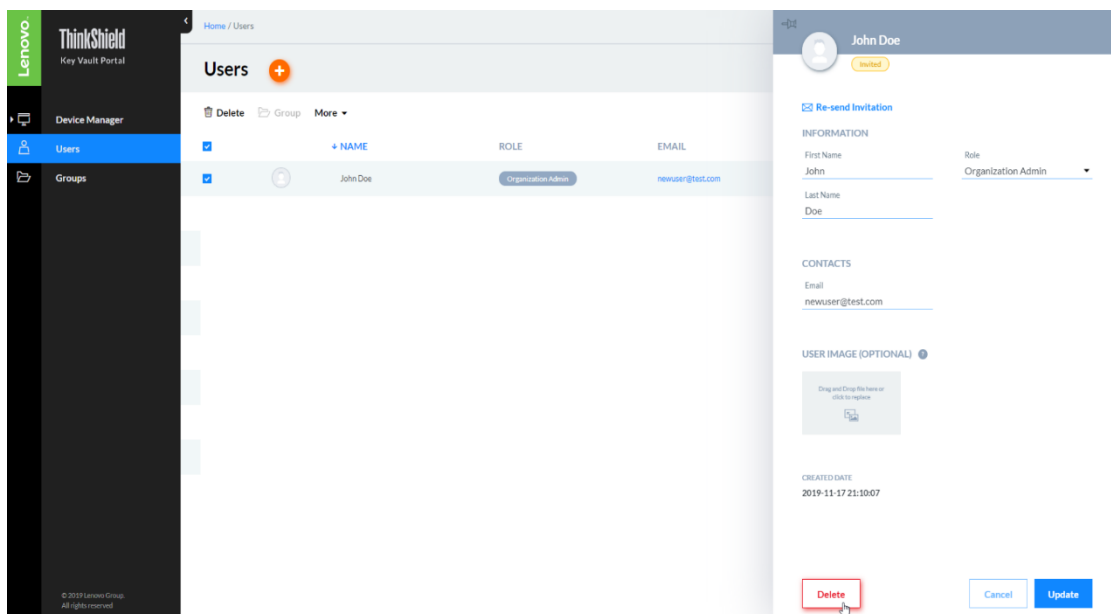 Lenovo.
ThinkShield
Key Vault Portal
Device Manager
Users
Groups
© 2019 Lenovo Group.
All rights reserved
Home / Users
Users
Delete Group More
NAME ROLE EMAIL
John Doe Organization Admin newuser@test.com
John Doe
Invited
Re-send Invitation
INFORMATION
First Name Role
John Organization Admin
Last Name
Doe
CONTACTS
Email
newuser@test.com
USER IMAGE (OPTIONAL) ?
Drag and Drop file here or
click to replace
CREATED DATE
2019-11-17 21:10:07
Delete Cancel Update